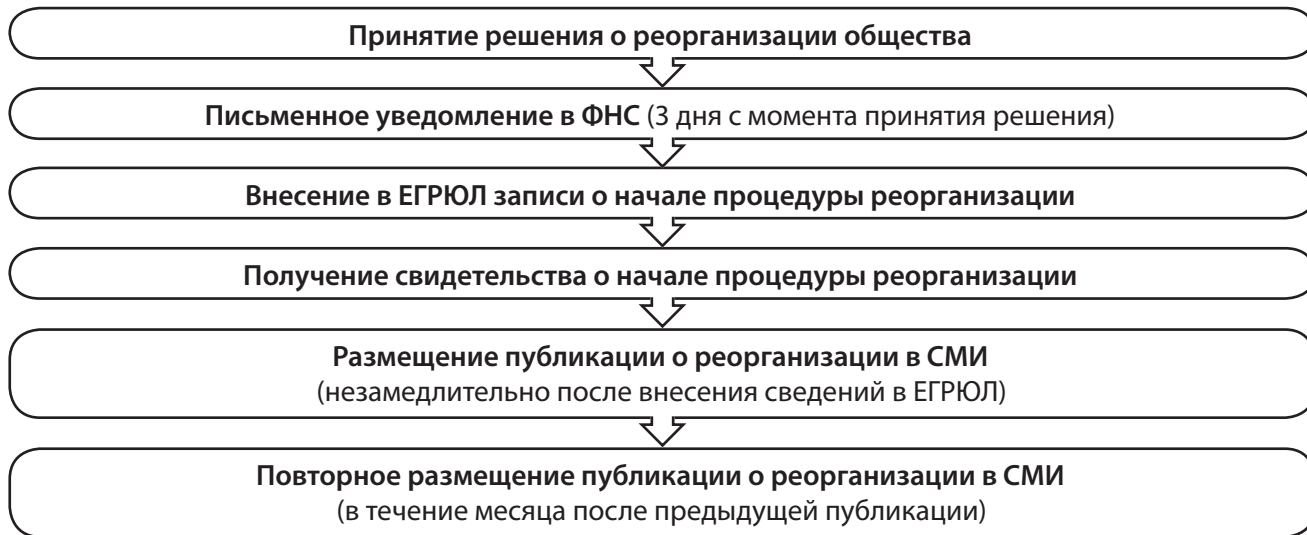 Принятие решения о реорганизации общества
Письменное уведомление в ФНС (3 дня с момента принятия решения)
Внесение в ЕГРЮЛ записи о начале процедуры реорганизации
Получение свидетельства о начале процедуры реорганизации
Размещение публикации о реорганизации в СМИ
(незамедлительно после внесения сведений в ЕГРЮЛ)
Повторное размещение публикации о реорганизации в СМИ
(в течение месяца после предыдущей публикации)